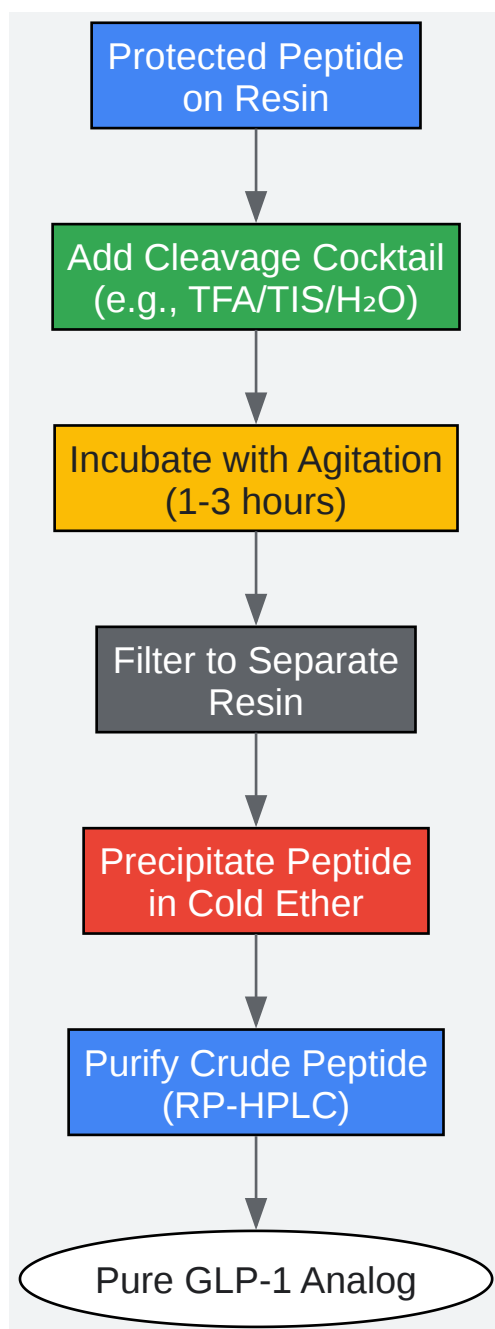 Protected Peptide
on Resin
Add Cleavage Cocktail
(e.g., TFA/TIS/H₂O)
Incubate with Agitation
(1-3 hours)
Filter to Separate
Resin
Precipitate Peptide
in Cold Ether
Purify Crude Peptide
(RP-HPLC)
Pure GLP-1 Analog